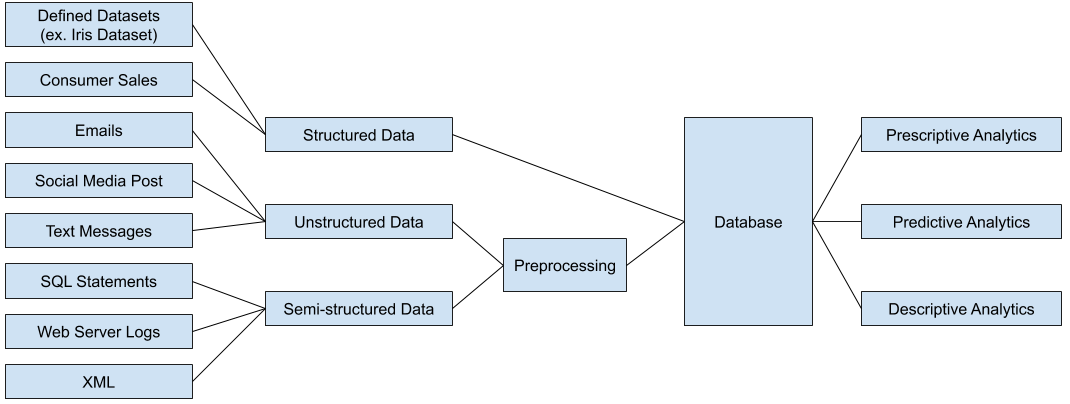 Defined Datasets
(ex. Iris Dataset)
Consumer Sales
Emails
Social Media Post
Text Messages
SQL Statements
Web Server Logs
XML
Structured Data
Unstructured Data
Semi-structured Data
Preprocessing
Database
Prescriptive Analytics
Predictive Analytics
Descriptive Analytics